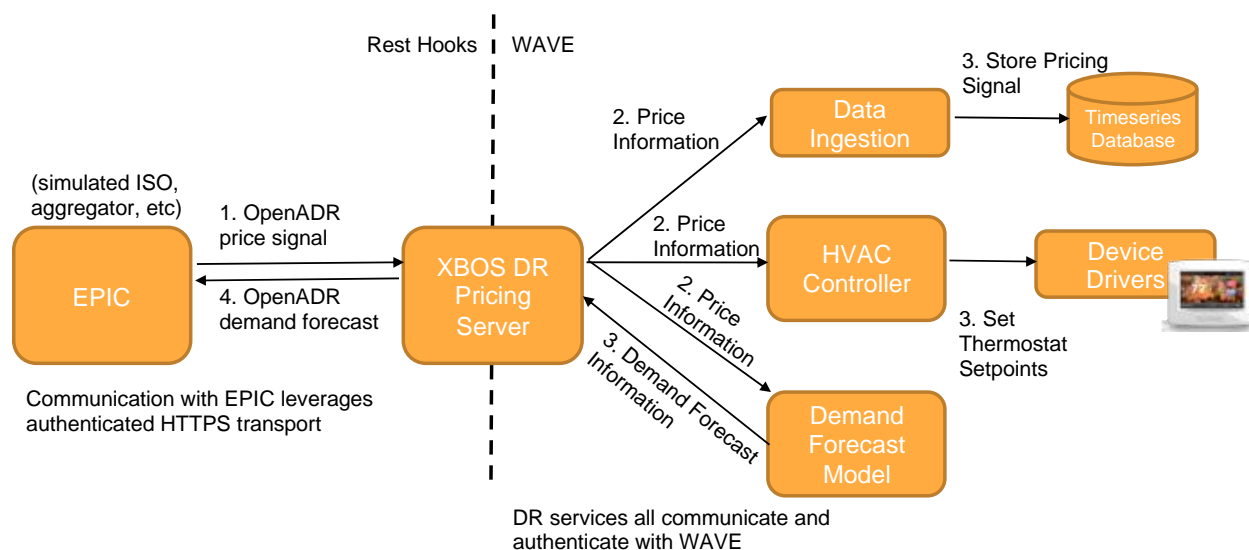 Rest Hooks
WAVE
3. Store Pricing
Signal
Data
Ingestion
Timeseries
Database
2. Price
Information
(simulated ISO,
aggregator, etc)
1. OpenADR
price signal
2. Price
Information
EPIC
XBOS DR
Pricing
Server
HVAC
Controller
Device
Drivers
72
4. OpenADR
demand forecast
2. Price
Information
3. Demand Forecast
Information
3. Set
Thermostat
Setpoints
Communication with EPIC leverages
authenticated HTTPS transport
Demand
Forecast
Model
DR services all communicate and
authenticate with WAVE